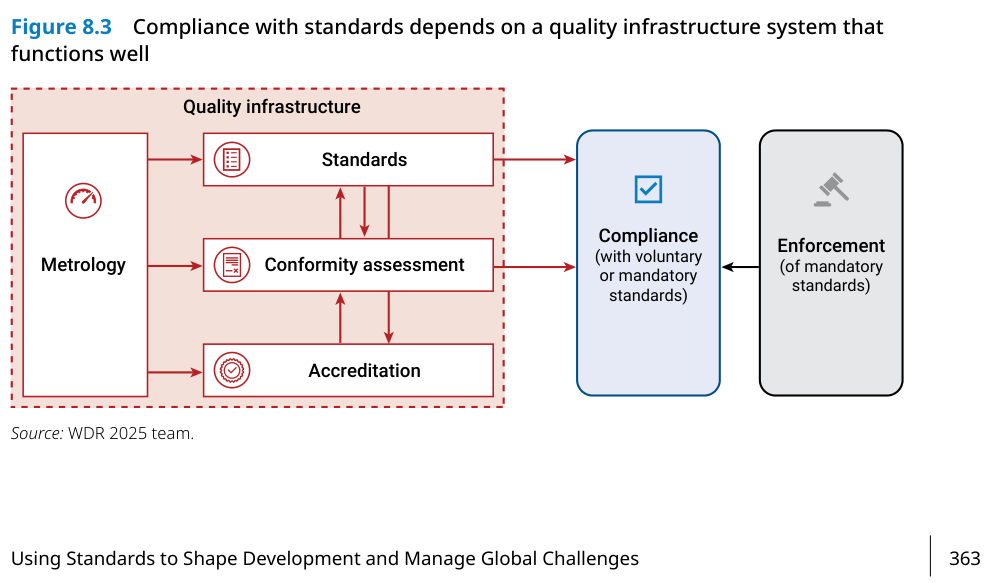 Figure 8.3 Compliance with standards depends on a quality infrastructure system that
functions well
Quality infrastructure
Metrology
Standards
Conformity assessment
Accreditation
Compliance
(with voluntary
or mandatory
standards)
Enforcement
(of mandatory
standards)
Source: WDR 2025 team.
Using Standards to Shape Development and Manage Global Challenges
363